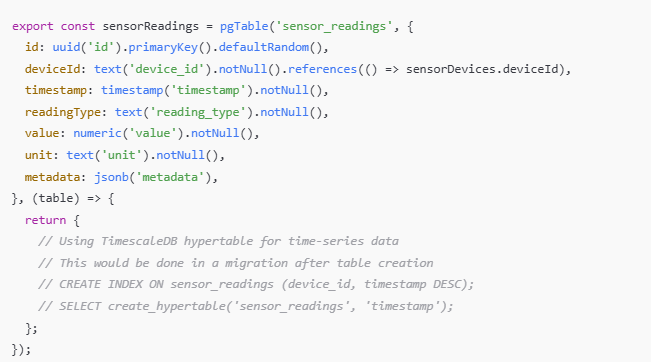 export const sensorReadings = pgTable('sensor_readings', {
  id: uuid('id').primaryKey().defaultRandom(),
  deviceId: text('device_id').notNull().references(() => sensorDevices.deviceId),
  timestamp: timestamp('timestamp').notNull(),
  readingType: text('reading_type').notNull(),
  value: numeric('value').notNull(),
  unit: text('unit').notNull(),
  metadata: jsonb('metadata'),
}, (table) => {
  return {
    // Using TimescaleDB hypertable for time-series data
    // This would be done in a migration after table creation
    // CREATE INDEX ON sensor_readings (device_id, timestamp DESC);
    // SELECT create_hypertable('sensor_readings', 'timestamp');
  };
});